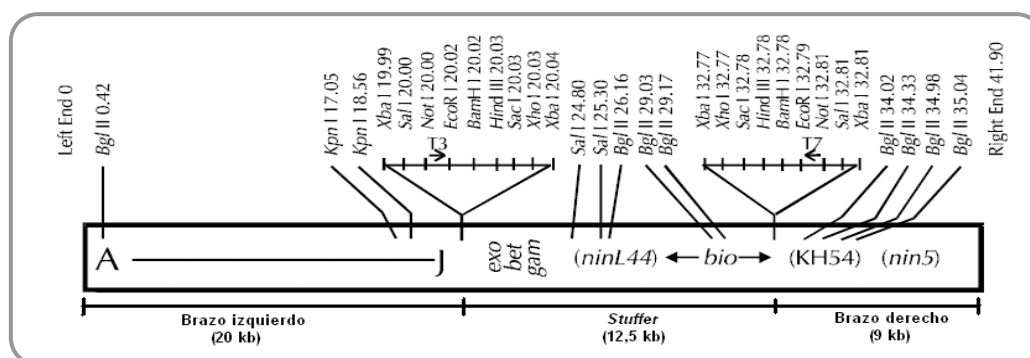 Left End 0
Bgl II 0.42
Kpn I 17.05
Kpn I 18.56
Xba I 19.99
Sal I 20.00
Not I 20.00
EcoR I 20.02
BamH I 20.02
Hind III 20.03
Sac I 20.03
Xho I 20.03
Xba I 20.04
Sal I 24.80
Sal I 25.30
Bgl II 26.16
Bgl II 29.03
Bgl II 29.17
Xba I 32.77
Xho I 32.77
Sac I 32.78
Hind III 32.78
BamH I 32.78
EcoR I 32.79
Not I 32.81
Sal I 32.81
Xba I 32.81
Bgl II 34.02
Bgl II 34.33
Bgl II 34.98
Bgl II 35.04
Right End 41.90
T3
T7
A
J
exo
bet
gam
(ninL44)
bio
(KH54)
(nin5)
Brazo izquierdo
(20 kb)
Stuffer
(12,5 kb)
Brazo derecho
(9 kb)